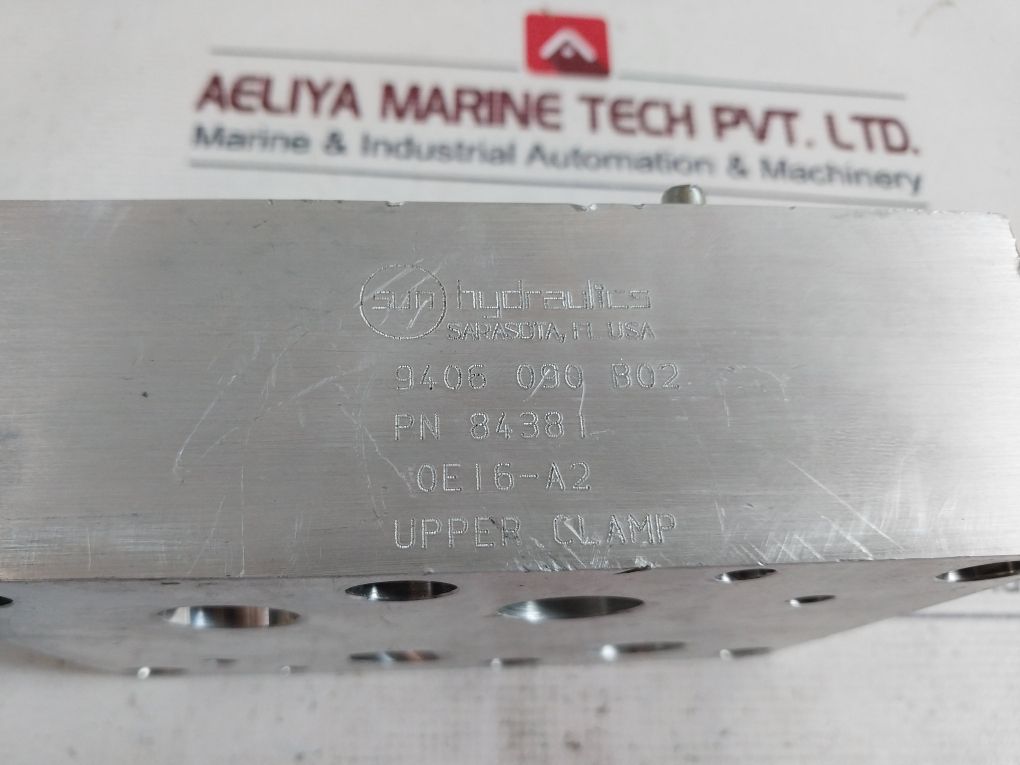 AELIYA MARINE TECH PVT. LTD.
Marine & Industrial Automation & Machinery
sun hydraulics
SARASOTA, FL USA
9406 090 B02
PN 84381
0E16-A2
UPPER CLAMP